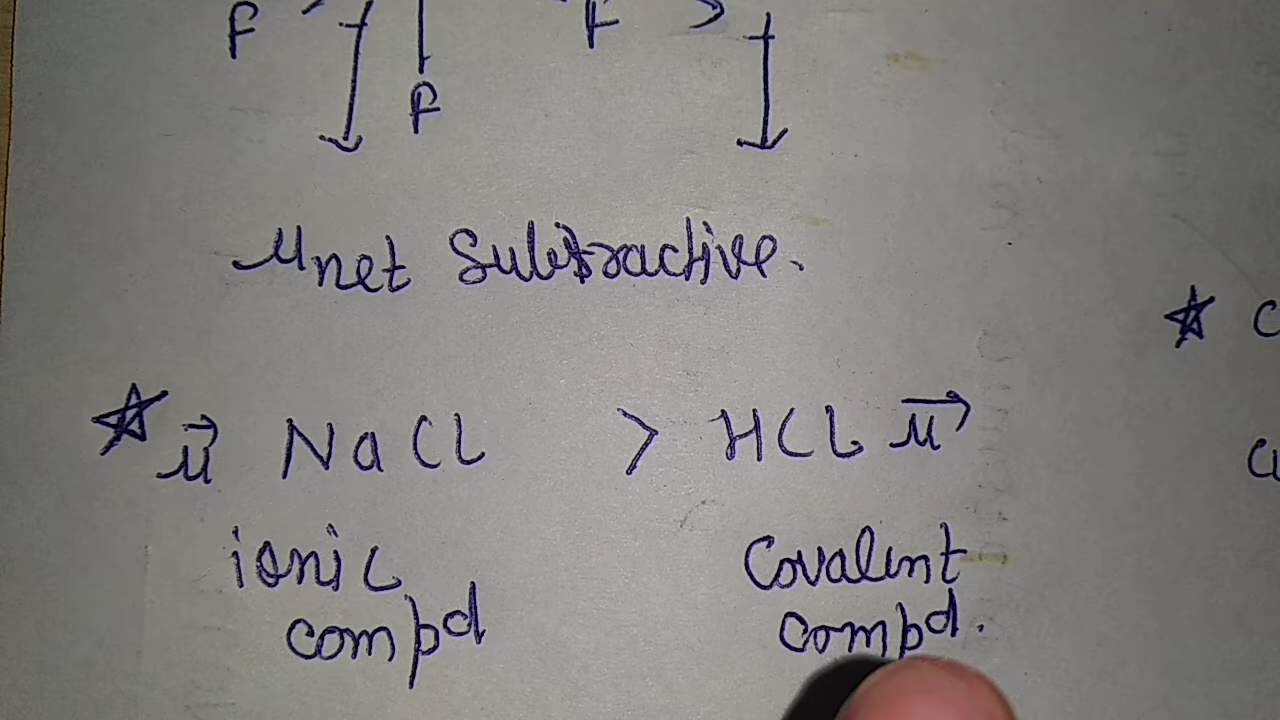 F F
F
μnet Subtractive.
☆ μ⃗ NaCl > HCl μ⃗
ionic Covalent
compd compd.
☆ C